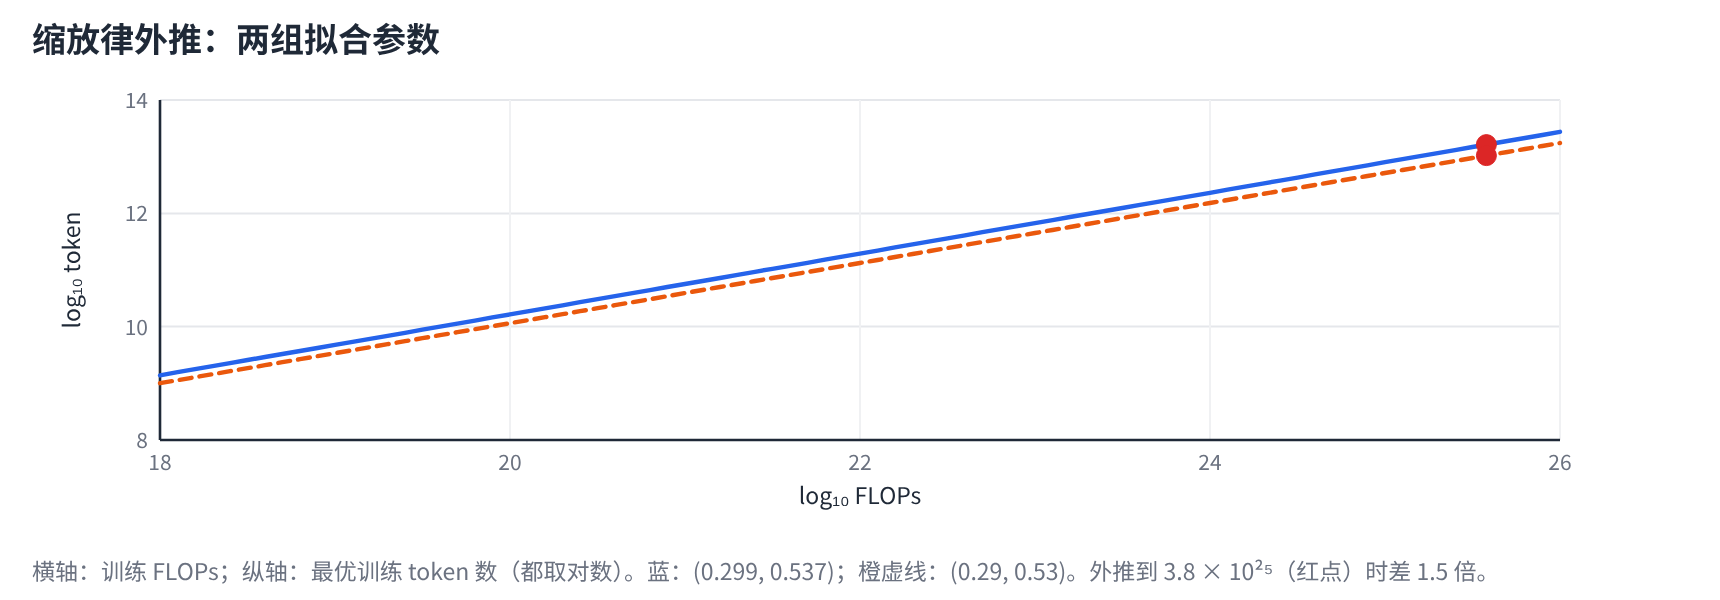 缩放律外推：两组拟合参数
14
12
10
8
log₁₀ token
18
20
22
24
26
log₁₀ FLOPs
横轴：训练 FLOPs；纵轴：最优训练 token 数（都取对数）。蓝：(0.299, 0.537)；橙虚线：(0.29, 0.53)。外推到 3.8 × 10²₅（红点）时差 1.5 倍。